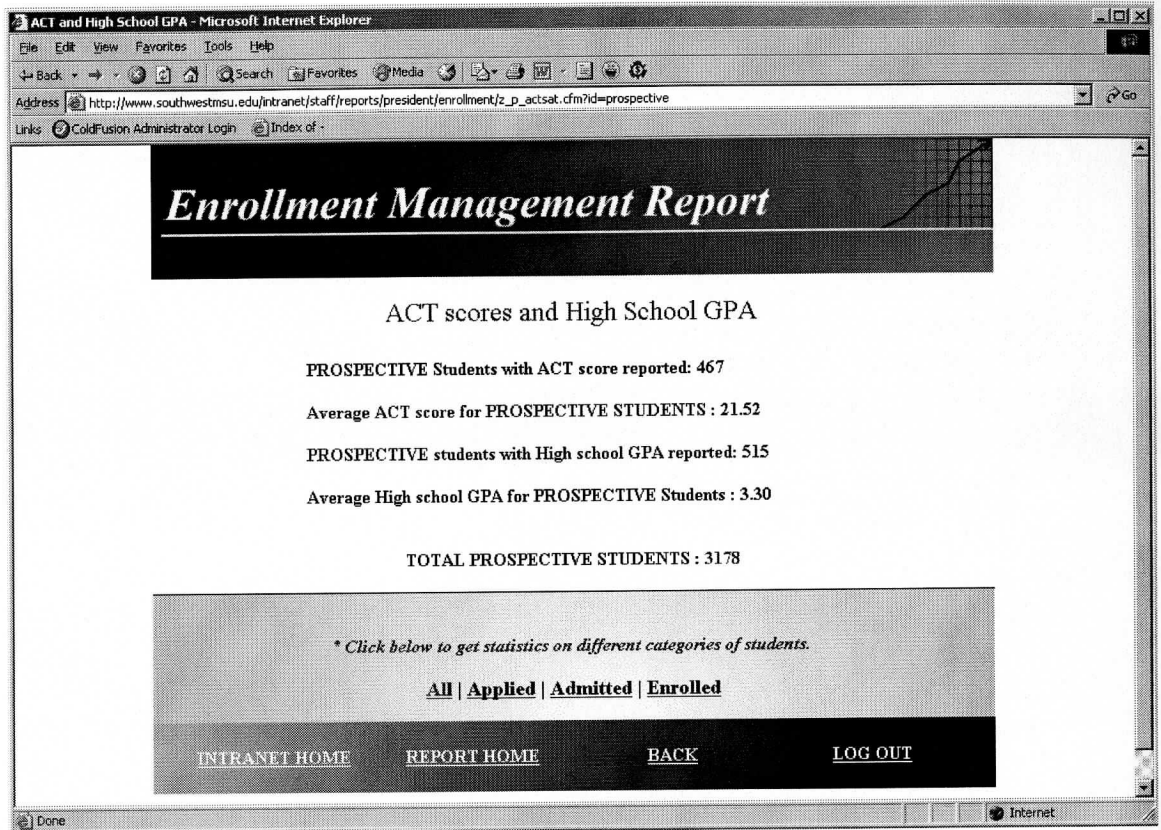 ACT and High School GPA - Microsoft Internet Explorer
File Edit View Favorites Tools Help
Back Search Favorites Media
Address http://www.southwestmsu.edu/intranet/staff/reports/president/enrollment/z_p_actsat.cfm?id=prospective Go
Links ColdFusion Administrator Login Index of -
Enrollment Management Report
ACT scores and High School GPA
PROSPECTIVE Students with ACT score reported: 467
Average ACT score for PROSPECTIVE STUDENTS : 21.52
PROSPECTIVE students with High school GPA reported: 515
Average High school GPA for PROSPECTIVE Students : 3.30
TOTAL PROSPECTIVE STUDENTS : 3178
* Click below to get statistics on different categories of students.
All | Applied | Admitted | Enrolled
INTRANET HOME REPORT HOME BACK LOG OUT
Done Internet